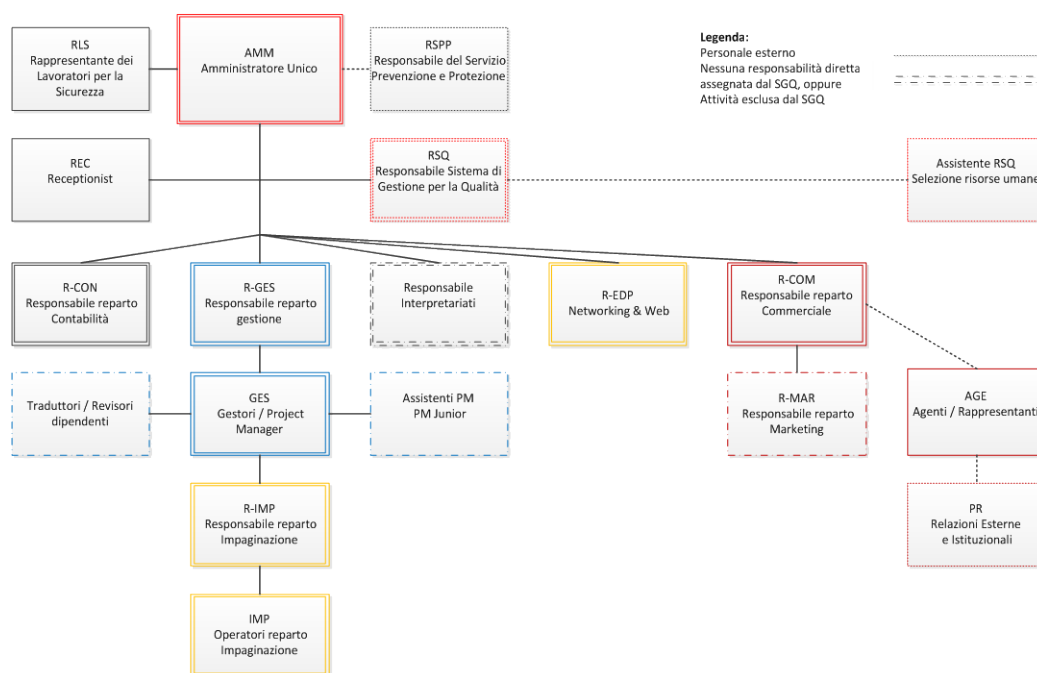 RLS
Rappresentante dei
Lavoratori per la
Sicurezza
AMM
Amministratore Unico
RSPP
Responsabile del Servizio
Prevenzione e Protezione
Legenda:
Personale esterno
Nessuna responsabilità diretta
assegnata dal SGQ, oppure
Attività esclusa dal SGQ
REC
Receptionist
RSQ
Responsabile Sistema di
Gestione per la Qualità
Assistente RSQ
Selezione risorse umane
R-CON
Responsabile reparto
Contabilità
R-GES
Responsabile reparto
gestione
Responsabile
Interpretariati
R-EDP
Networking & Web
R-COM
Responsabile reparto
Commerciale
Traduttori / Revisori
dipendenti
GES
Gestori / Project
Manager
Assistenti PM
PM Junior
R-MAR
Responsabile reparto
Marketing
AGE
Agenti / Rappresentanti
R-IMP
Responsabile reparto
Impaginazione
PR
Relazioni Esterne
e Istituzionali
IMP
Operatori reparto
Impaginazione